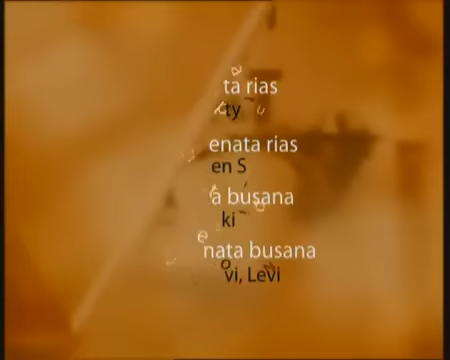 ta rias
ty
enata rias
en S
a busana
ki
nata busana
vi, Levi